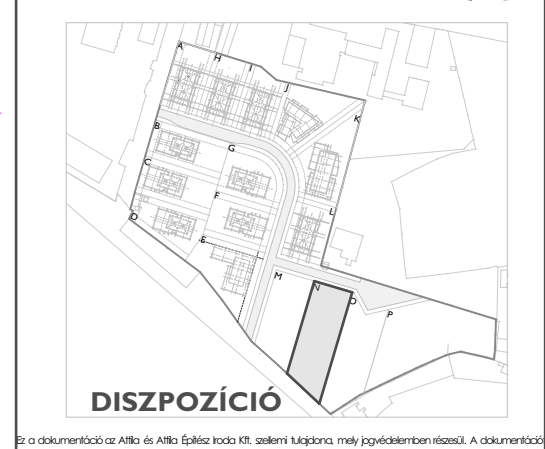 A
H
I
J
K
B
G
C
F
L
D
E
M
N
O
P
DISZPOZÍCIÓ
Ez a dokumentáció az Attila és Attila Építész Iroda Kft. szellemi tulajdona, mely jogvédelemben részesül. A dokumentáció